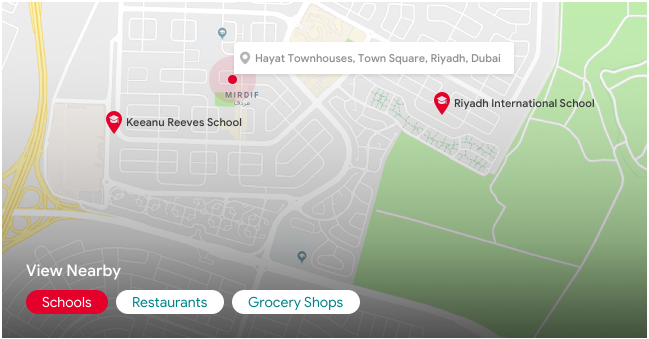 Hayat Townhouses, Town Square, Riyadh, Dubai
MIRDIF
مردف
Riyadh International School
Keeanu Reeves School
View Nearby
Schools
Restaurants
Grocery Shops